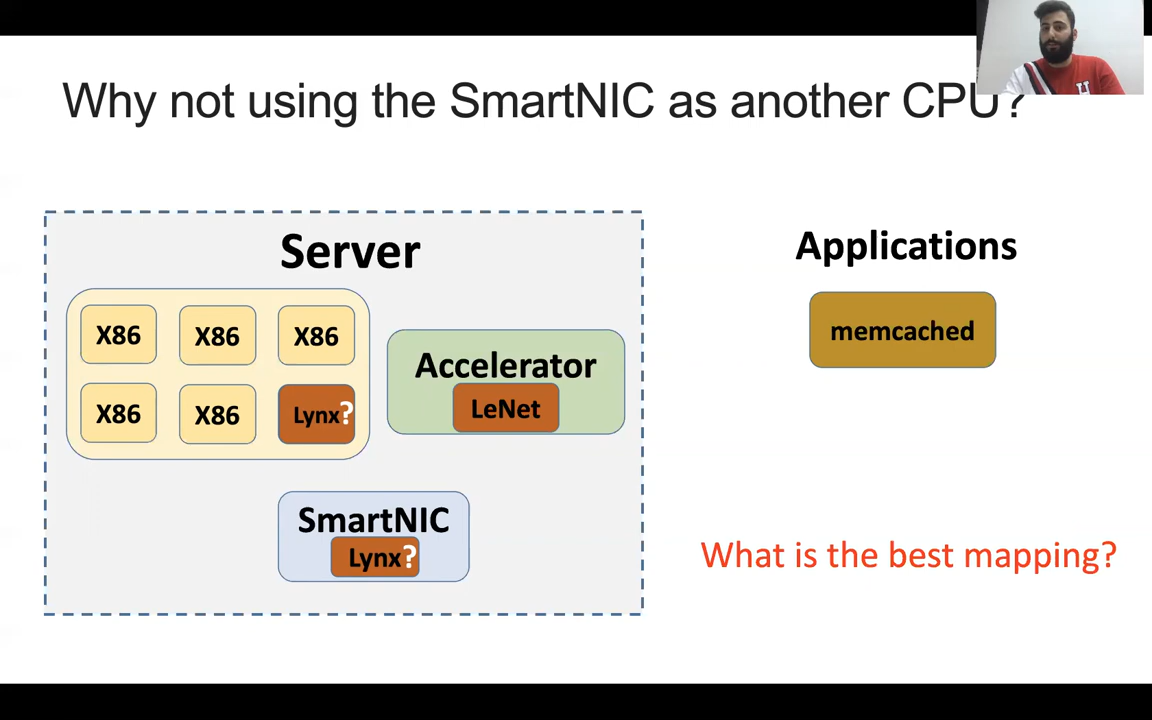 Why not using the SmartNIC as another CPU?
Server
Applications
X86 X86 X86
memcached
Accelerator
LeNet
X86 X86 Lynx?
SmartNIC
Lynx?
What is the best mapping?
H